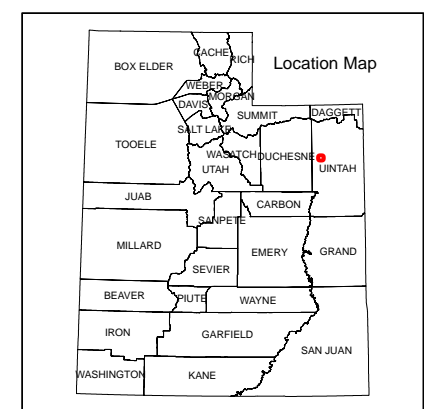 Location Map
CACHE
RICH
BOX ELDER
WEBER
MORGAN
DAVIS
SUMMIT
DAGGETT
SALT LAKE
TOOELE
WASATCH
DUCHESNE
UINTAH
UTAH
JUAB
CARBON
SANPETE
MILLARD
EMERY
GRAND
SEVIER
BEAVER
PIUTE
WAYNE
IRON
GARFIELD
SAN JUAN
WASHINGTON
KANE